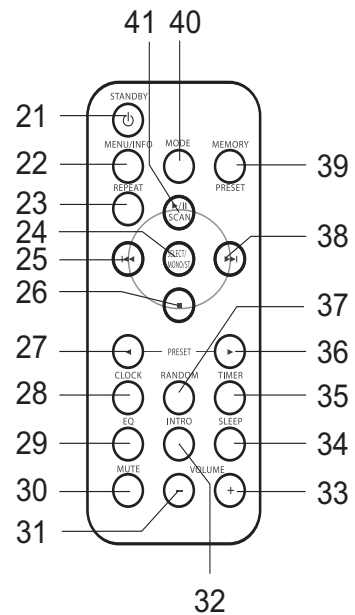 41 40
STANDBY
21
MENU/INFO MODE MEMORY
22 39
REPEAT PRESET
23 ►/II
SCAN
24 SELECT/ 38
MONO/ST
25 I◄◄ ►►I
26 ■ 37
27 ◄ PRESET ► 36
CLOCK RANDOM TIMER
28 35
EQ INTRO SLEEP
29 34
MUTE VOLUME
30 − + 33
31
32